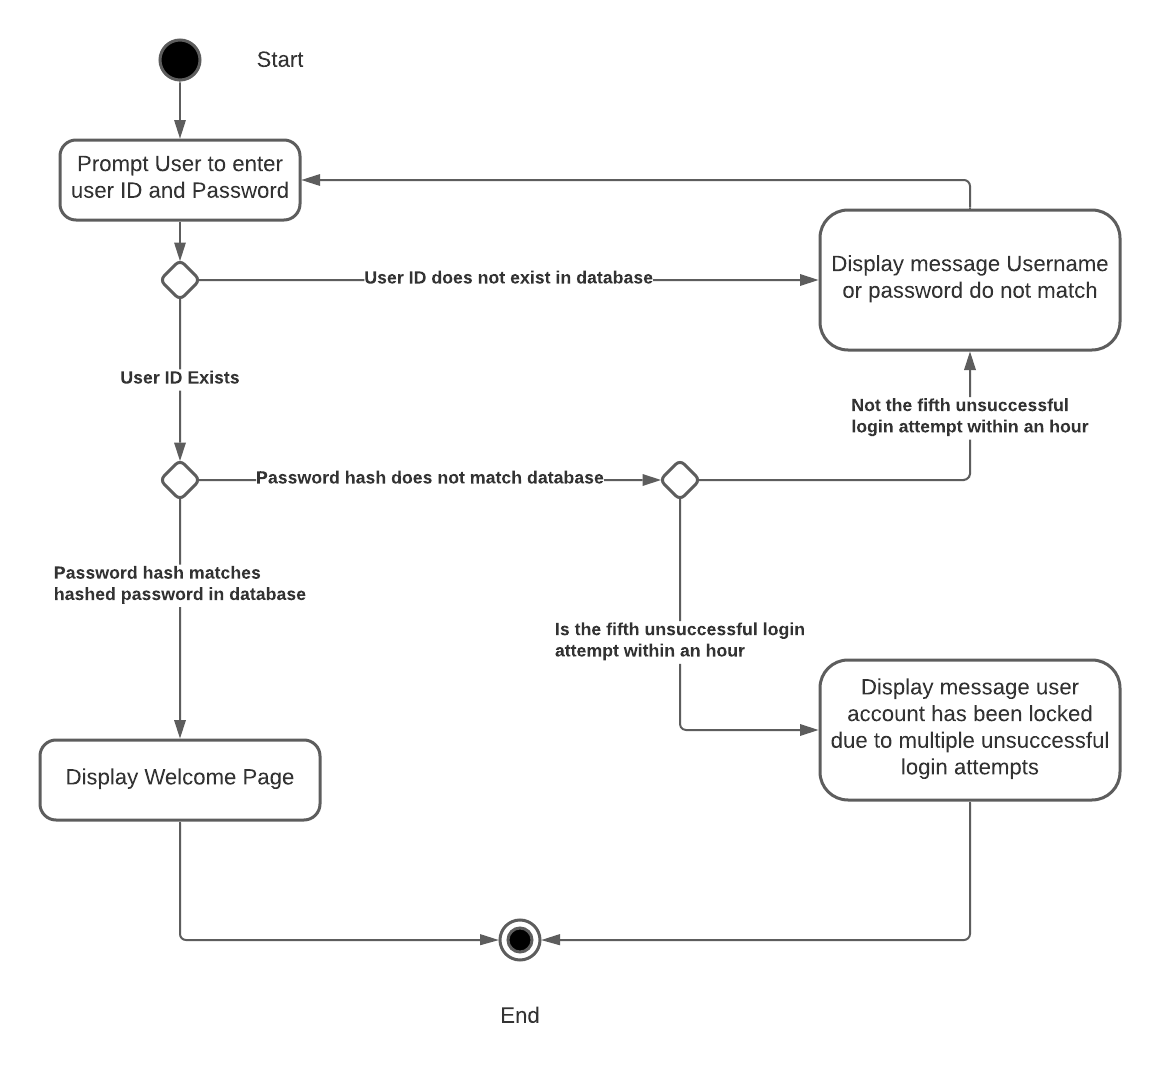 Start
Prompt User to enter
user ID and Password
Display message Username
or password do not match
User ID does not exist in database
User ID Exists
Not the fifth unsuccessful
login attempt within an hour
Password hash does not match database
Password hash matches
hashed password in database
Is the fifth unsuccessful login
attempt within an hour
Display message user
account has been locked
due to multiple unsuccessful
login attempts
Display Welcome Page
End